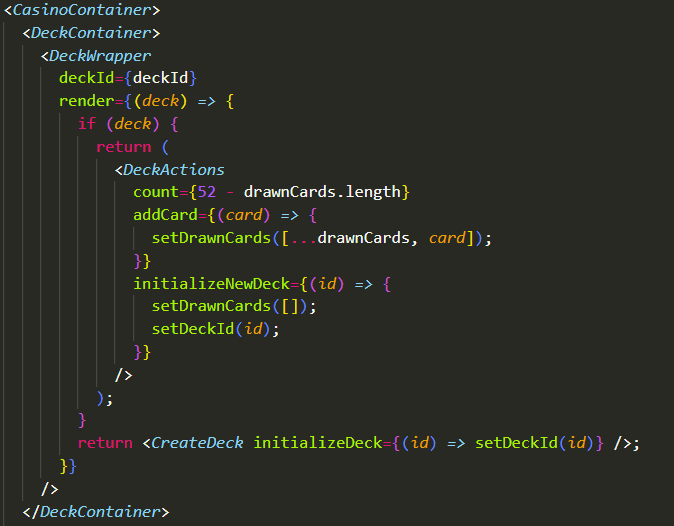 <CasinoContainer>
<DeckContainer>
<DeckWrapper
deckId={deckId}
render={(deck) => {
if (deck) {
return (
<DeckActions
count={52 - drawnCards.length}
addCard={(card) => {
setDrawnCards([...drawnCards, card]);
}}
initializeNewDeck={(id) => {
setDrawnCards([]);
setDeckId(id);
}}
/>
);
}
return <CreateDeck initializeDeck={(id) => setDeckId(id)} />;
}}
/>
</DeckContainer>